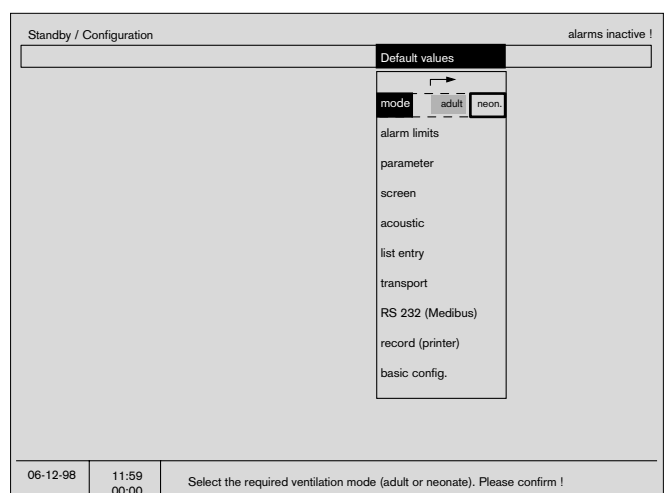 Standby / Configuration
alarms inactive !
Default values
mode adult neon.
alarm limits
parameter
screen
acoustic
list entry
transport
RS 232 (Medibus)
record (printer)
basic config.
06-12-98
11:59
00:00
Select the required ventilation mode (adult or neonate). Please confirm !